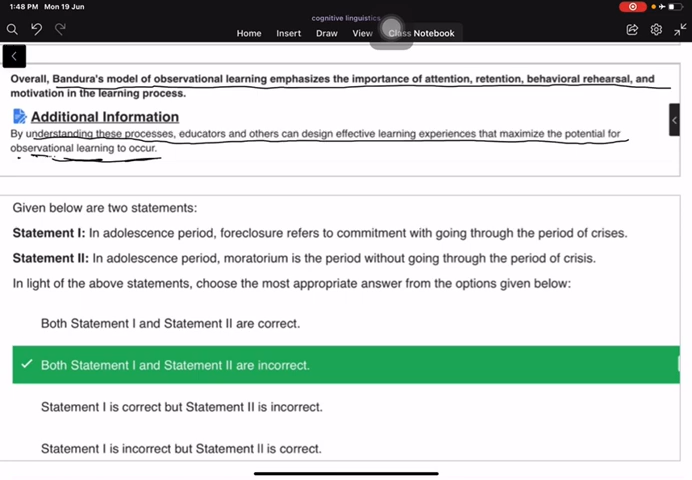 1:48 PM Mon 19 Jun
cognitive linguistics
Home Insert Draw View Class Notebook
Overall, Bandura's model of observational learning emphasizes the importance of attention, retention, behavioral rehearsal, and
motivation in the learning process.
Additional Information
By understanding these processes, educators and others can design effective learning experiences that maximize the potential for
observational learning to occur.
Given below are two statements:
Statement I: In adolescence period, foreclosure refers to commitment with going through the period of crises.
Statement II: In adolescence period, moratorium is the period without going through the period of crisis.
In light of the above statements, choose the most appropriate answer from the options given below:
Both Statement I and Statement II are correct.
Both Statement I and Statement II are incorrect.
Statement I is correct but Statement II is incorrect.
Statement I is incorrect but Statement II is correct.